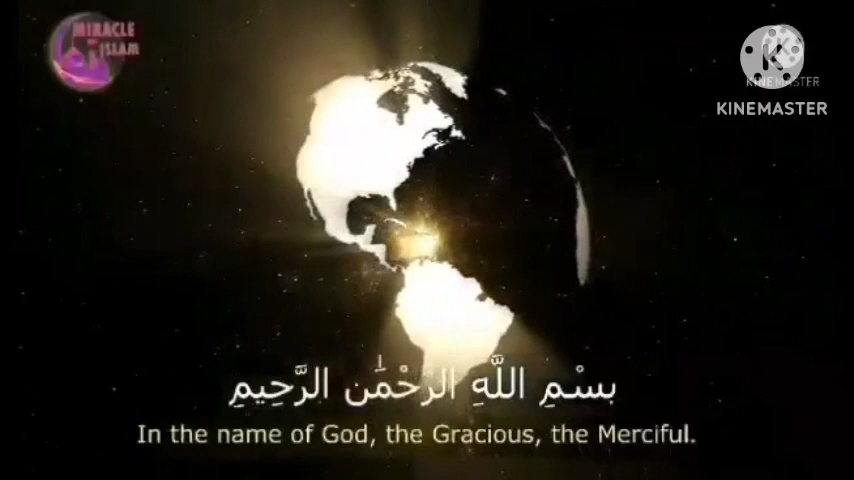 MIRACLE
ISLAM
KINEMASTER
KINEMASTER
بِسْمِ اللَّهِ الرَّحْمَٰنِ الرَّحِيمِ
In the name of God, the Gracious, the Merciful.